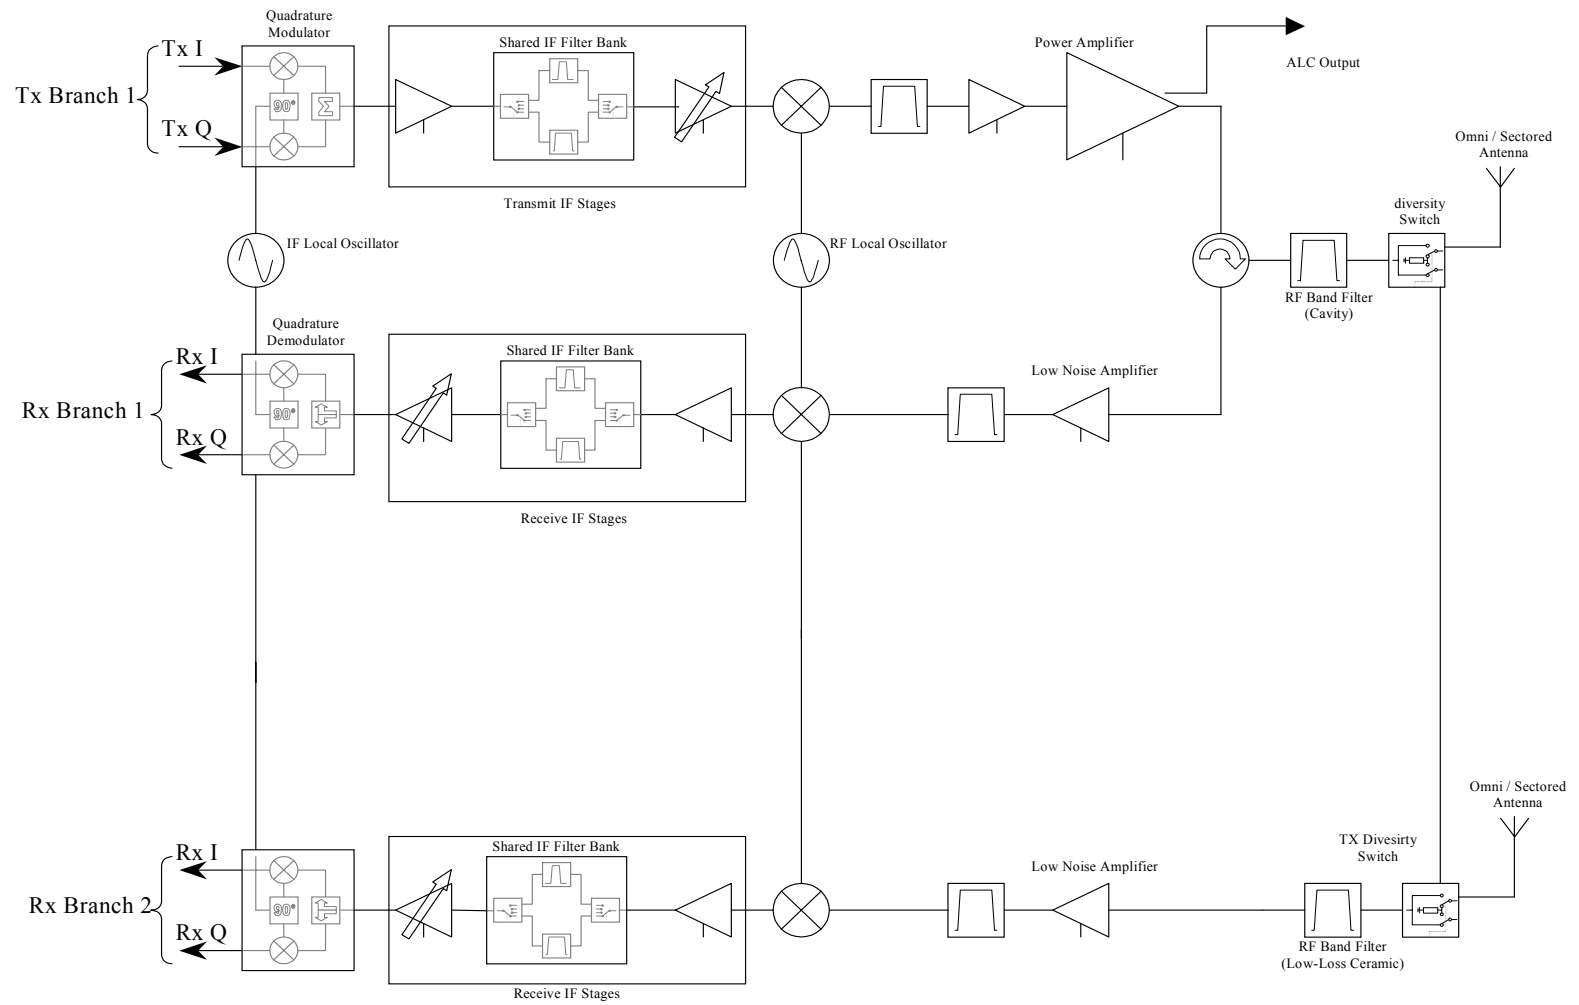 Quadrature
Modulator
Tx I
Tx Branch 1
Tx Q
90°
Σ
Shared IF Filter Bank
Transmit IF Stages
Power Amplifier
ALC Output
Omni / Sectored
Antenna
diversity
Switch
IF Local Oscillator
RF Local Oscillator
RF Band Filter
(Cavity)
Quadrature
Demodulator
Rx I
Rx Branch 1
Rx Q
90°
Shared IF Filter Bank
Receive IF Stages
Low Noise Amplifier
Omni / Sectored
Antenna
TX Divesirty
Switch
Rx I
Rx Branch 2
Rx Q
90°
Shared IF Filter Bank
Receive IF Stages
Low Noise Amplifier
RF Band Filter
(Low-Loss Ceramic)